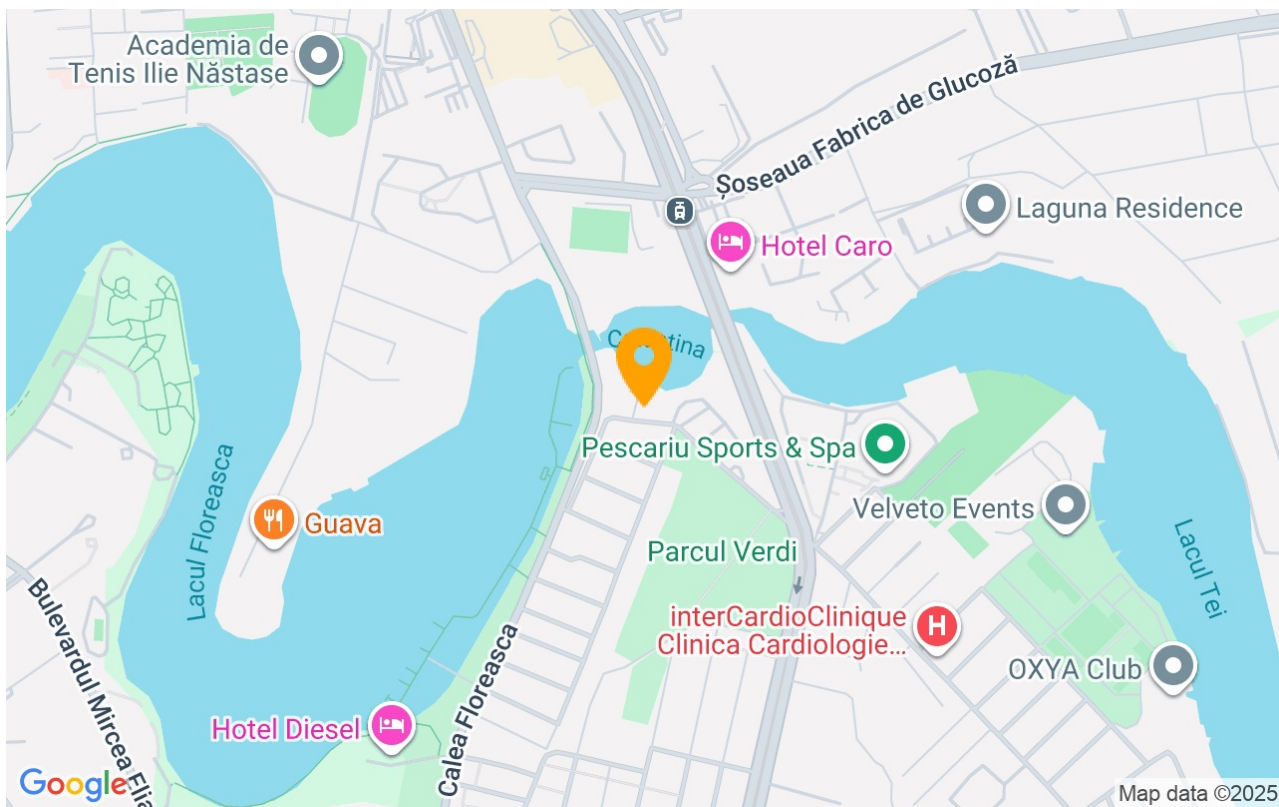 Academia de
Tenis Ilie Năstase
Șoseaua Fabrica de Glucoză
Laguna Residence
Hotel Caro
Pescariu Sports & Spa
Velveto Events
Lacul Floreasca
Guava
Parcul Verdi
Lacul Tei
interCardioClinique
Clinica Cardiologie...
OXYA Club
Bulevardul Mircea Elia
Hotel Diesel
Calea Floreasca
Google
Map data ©2025